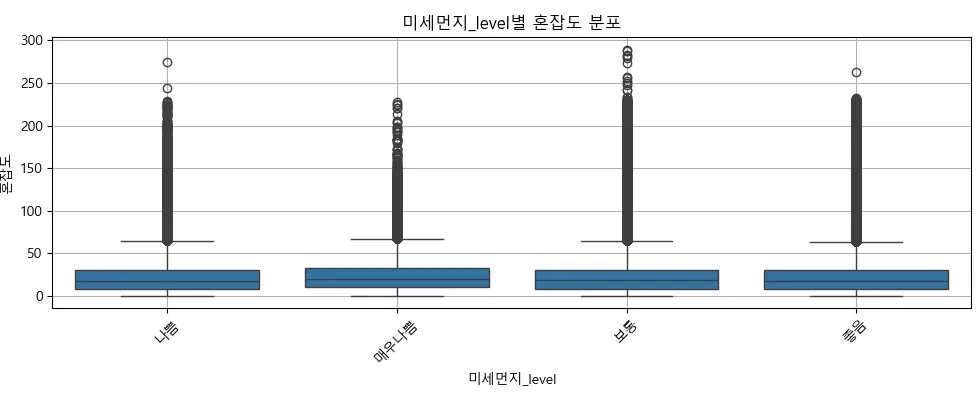 미세먼지_level별 혼잡도 분포
300
250
200
150
100
50
0
혼잡도
나쁨
매우나쁨
보통
좋음
미세먼지_level